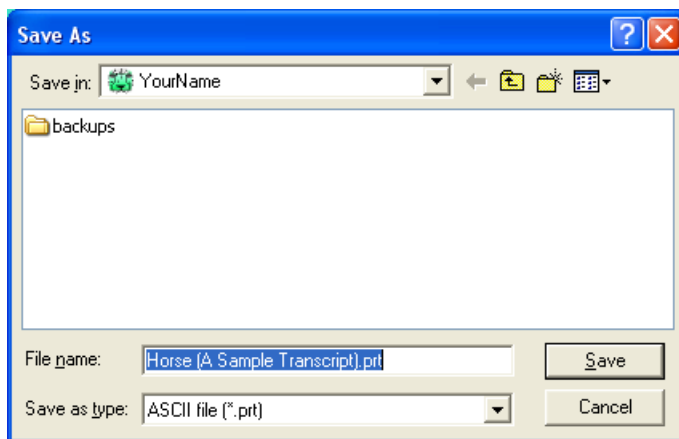 Save As
Save in: YourName
backups
File name: Horse (A Sample Transcript).prt Save
Save as type: ASCII file (*.prt) Cancel